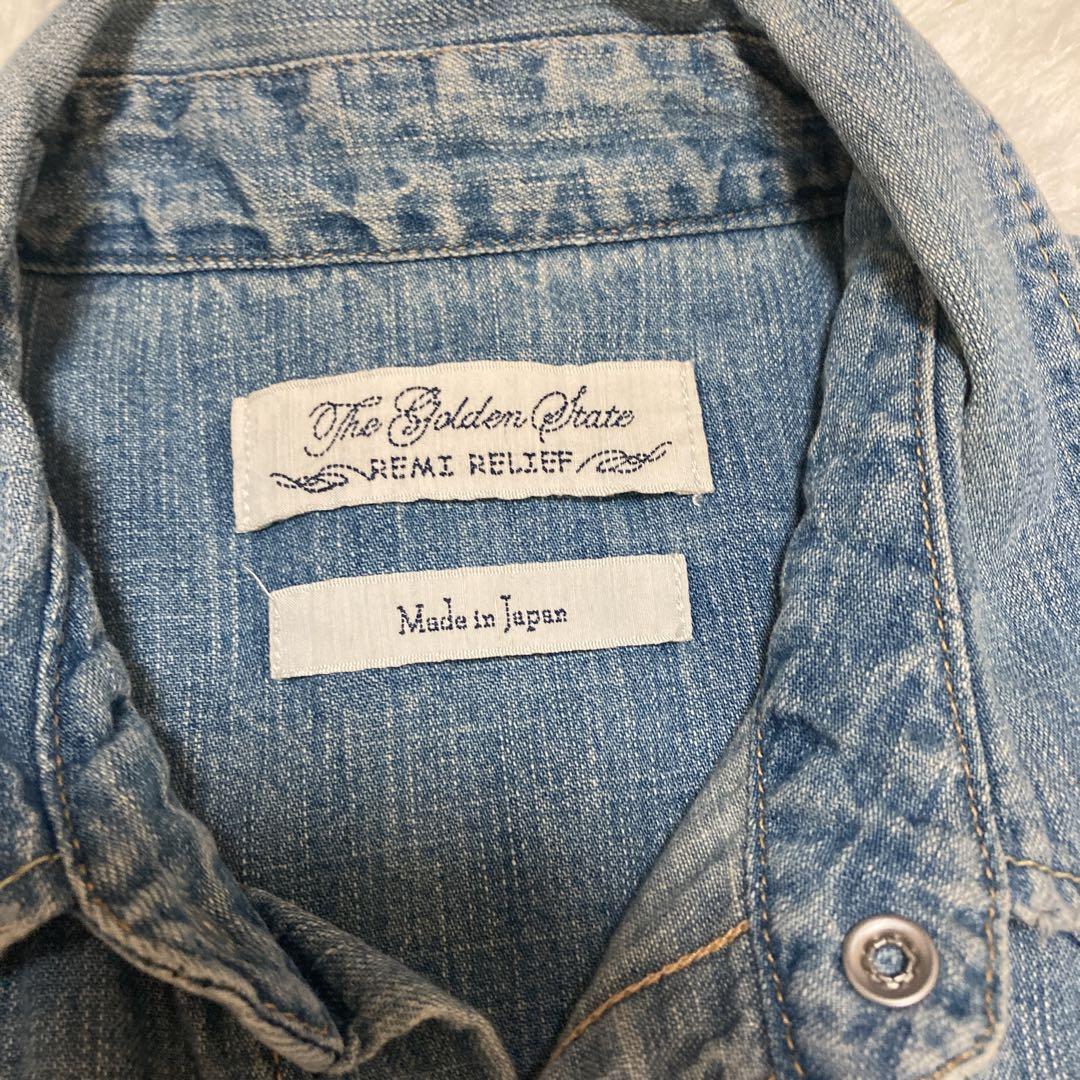 The Golden State
REMI RELIEF
Made in Japan